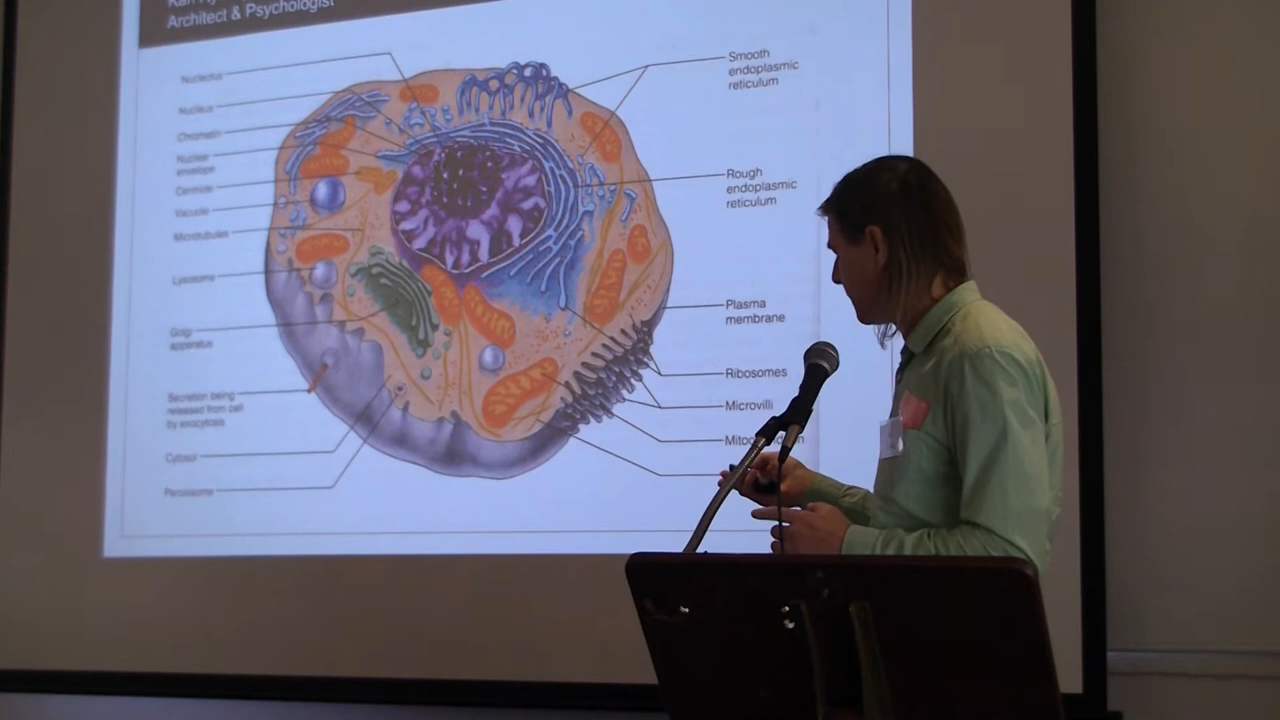 Architect & Psychologist
Nucleolus
Nucleus
Chromatin
Nuclear
envelope
Centriole
Vacuole
Microtubules
Lysosome
Golgi
apparatus
Secretion being
released from cell
by exocytosis
Cytosol
Peroxisome
Smooth
endoplasmic
reticulum
Rough
endoplasmic
reticulum
Plasma
membrane
Ribosomes
Microvilli